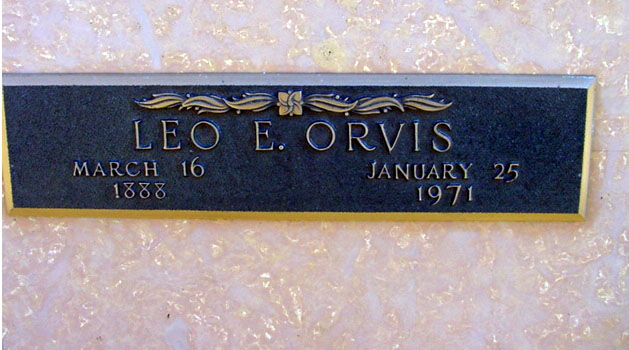 LEO E. ORVIS
MARCH 16 JANUARY 25
1888 1971